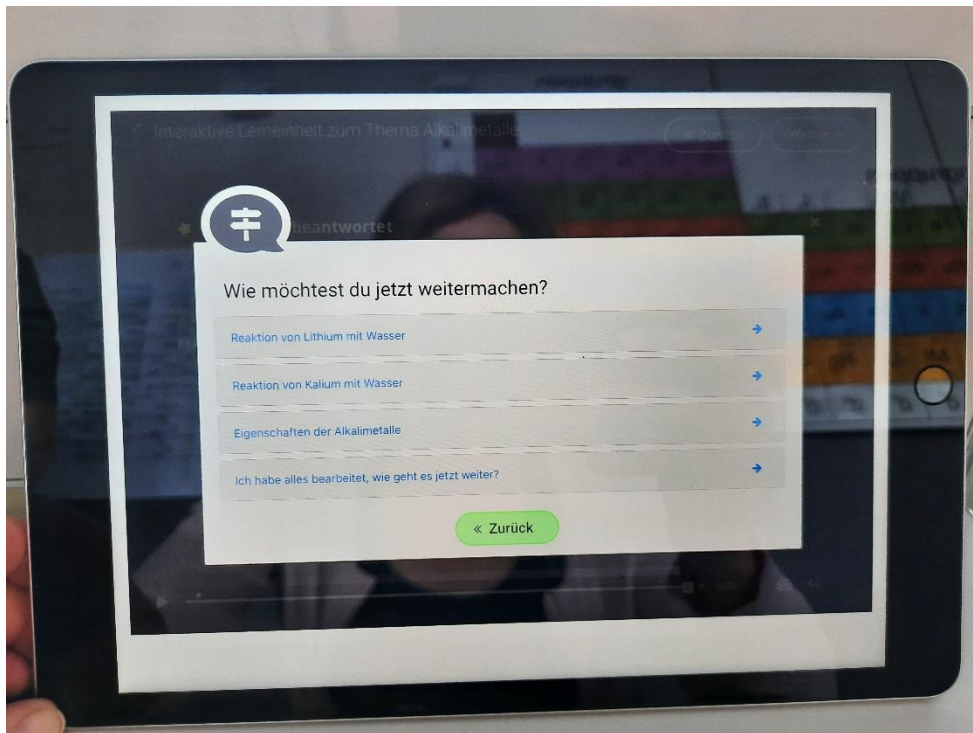 Interaktive Lerneinheit zum Thema Alkalimetalle
« Zurück
beantwortet
Wie möchtest du jetzt weitermachen?
Reaktion von Lithium mit Wasser
Reaktion von Kalium mit Wasser
Eigenschaften der Alkalimetalle
Ich habe alles bearbeitet, wie geht es jetzt weiter?
« Zurück